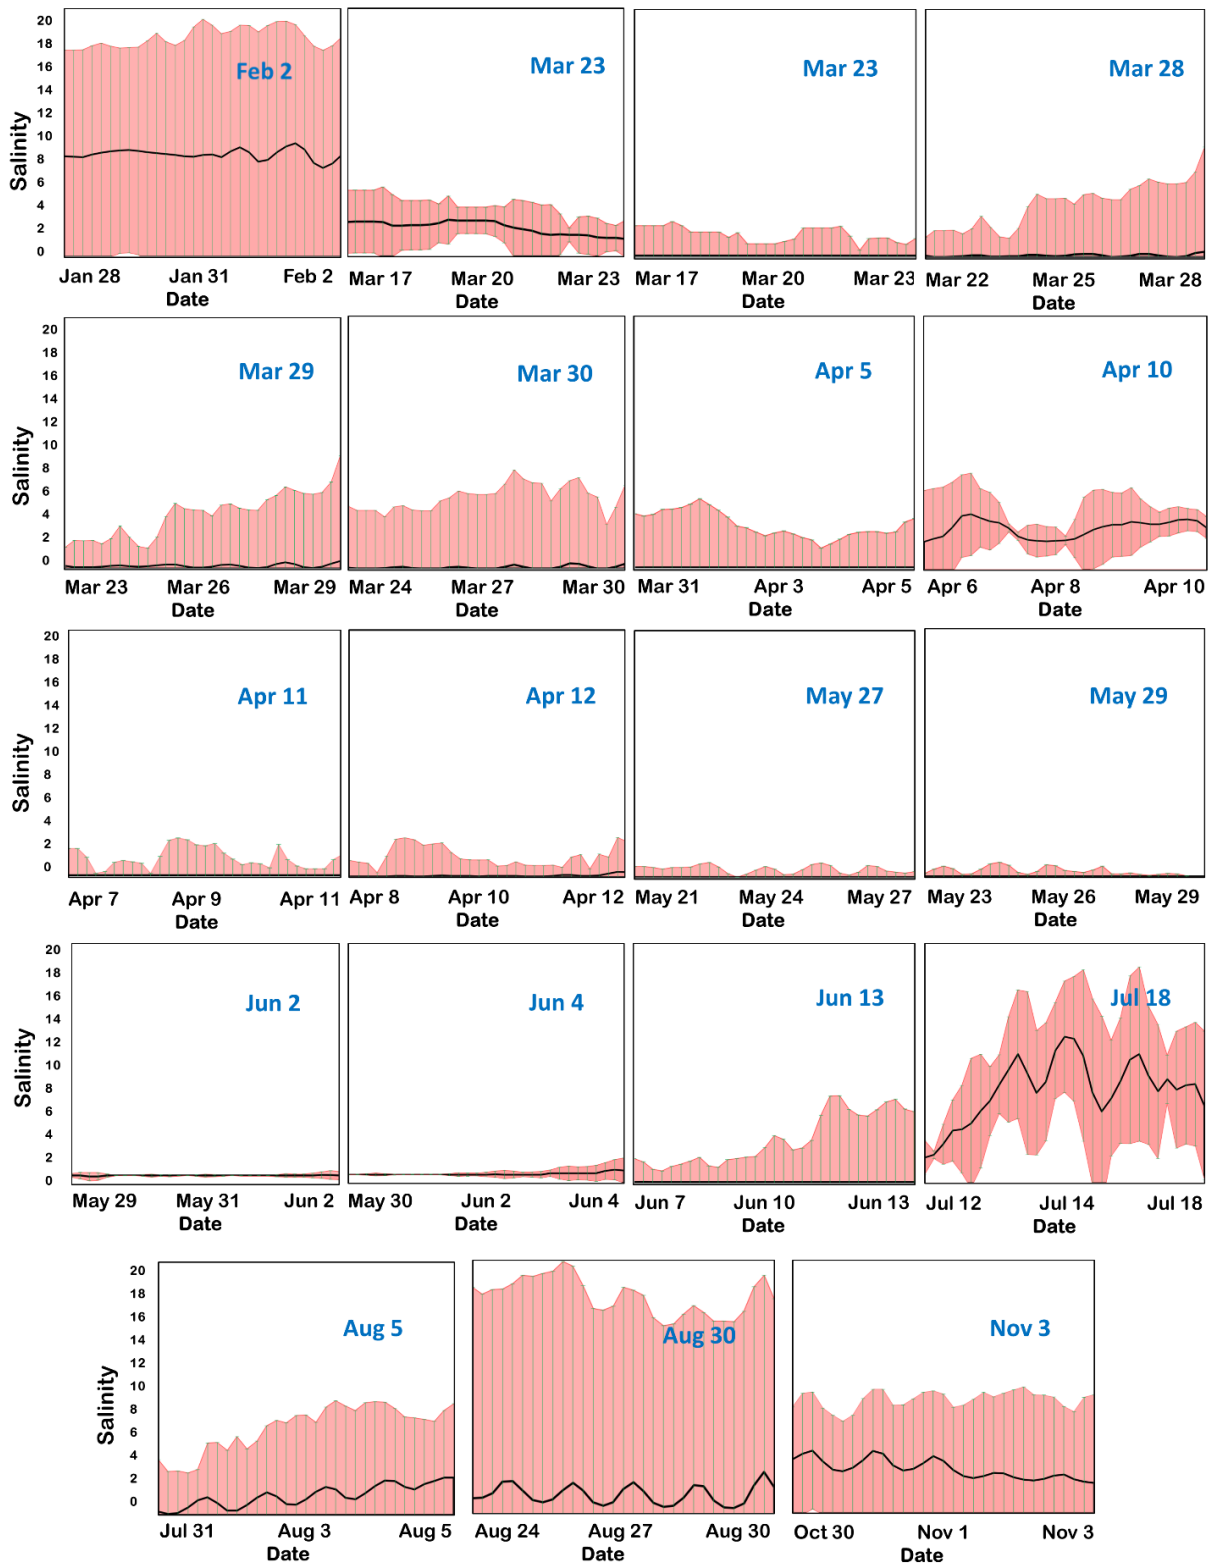 20
18
16
14
12
10
8
6
4
2
0
Salinity
Feb 2
Jan 28 Jan 31 Feb 2
Date
Mar 23
Mar 17 Mar 20 Mar 23
Date
Mar 23
Mar 17 Mar 20 Mar 23
Date
Mar 28
Mar 22 Mar 25 Mar 28
Date
20
18
16
14
12
10
8
6
4
2
0
Salinity
Mar 29
Mar 23 Mar 26 Mar 29
Date
Mar 30
Mar 24 Mar 27 Mar 30
Date
Apr 5
Mar 31 Apr 3 Apr 5
Date
Apr 10
Apr 6 Apr 8 Apr 10
Date
20
18
16
14
12
10
8
6
4
2
0
Salinity
Apr 11
Apr 7 Apr 9 Apr 11
Date
Apr 12
Apr 8 Apr 10 Apr 12
Date
May 27
May 21 May 24 May 27
Date
May 29
May 23 May 26 May 29
Date
20
18
16
14
12
10
8
6
4
2
0
Salinity
Jun 2
May 29 May 31 Jun 2
Date
Jun 4
May 30 Jun 2 Jun 4
Date
Jun 13
Jun 7 Jun 10 Jun 13
Date
Jul 18
Jul 12 Jul 14 Jul 18
Date
20
18
16
14
12
10
8
6
4
2
0
Salinity
Aug 5
Jul 31 Aug 3 Aug 5
Date
Aug 30
Aug 24 Aug 27 Aug 30
Date
Nov 3
Oct 30 Nov 1 Nov 3
Date